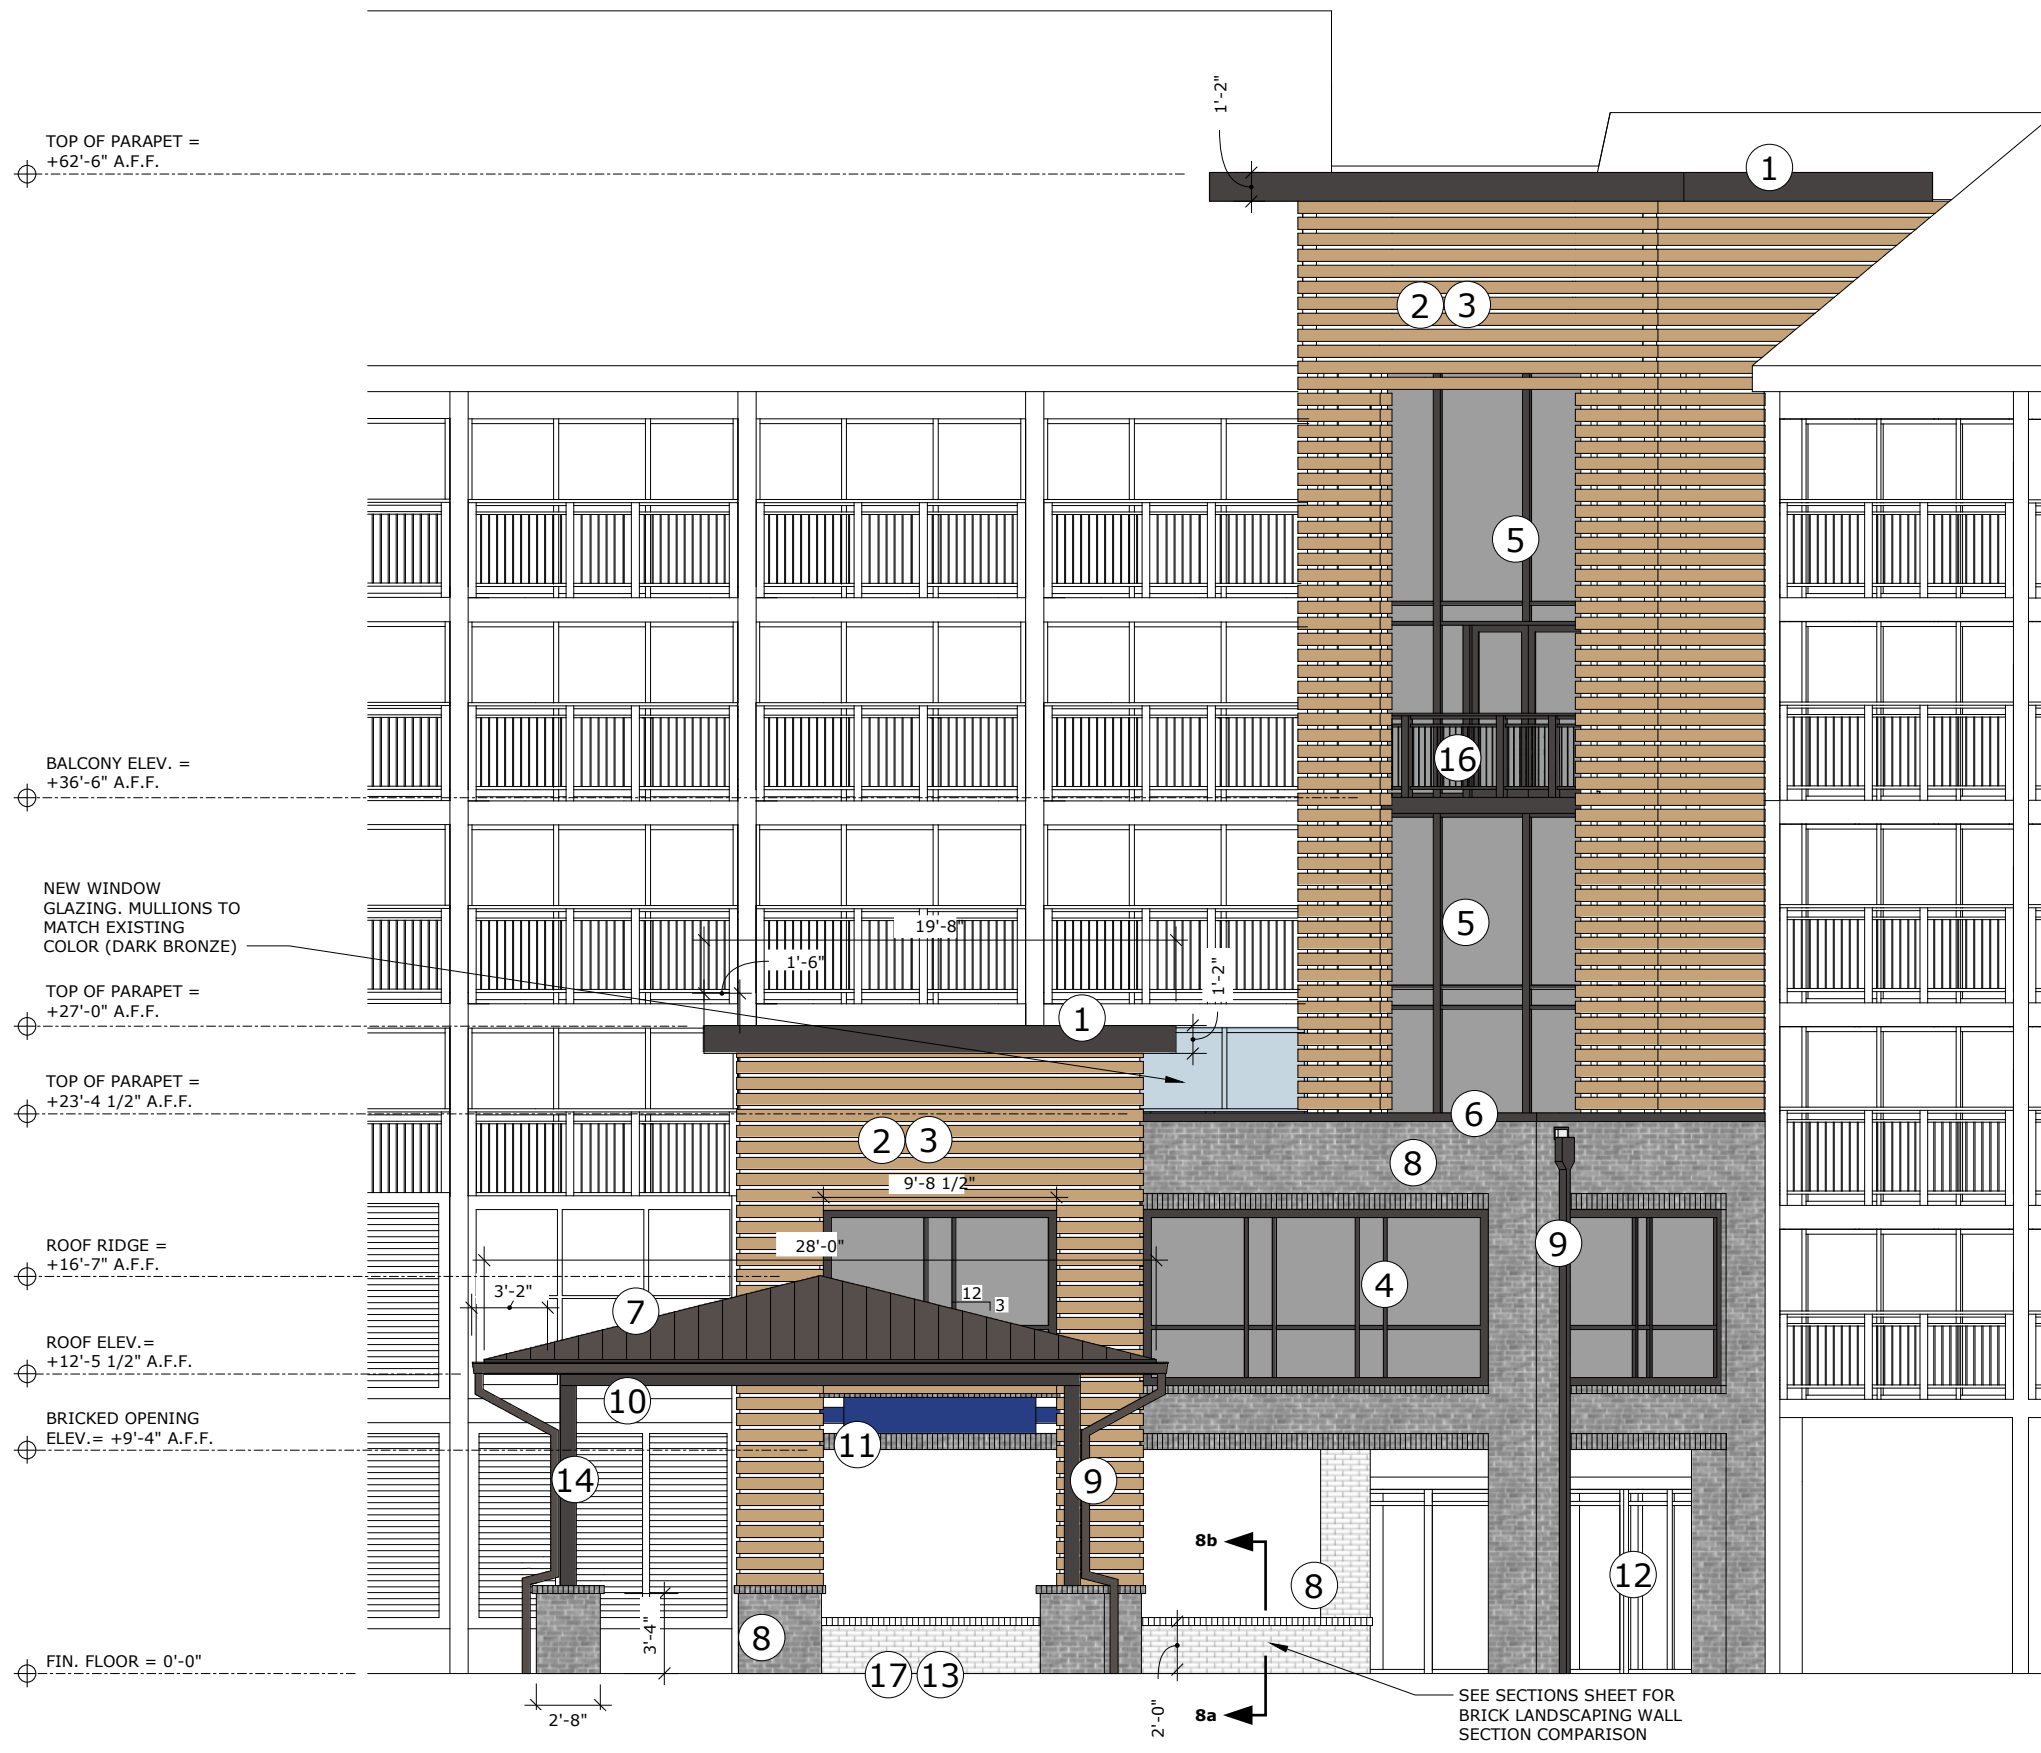 1'-2"
TOP OF PARAPET =
+62'-6" A.F.F.
1
2 3
5
BALCONY ELEV. =
+36'-6" A.F.F.
16
NEW WINDOW
GLAZING. MULLIONS TO
MATCH EXISTING
COLOR (DARK BRONZE)
19'-8"
5
1'-6"
1'-2"
TOP OF PARAPET =
+27'-0" A.F.F.
1
TOP OF PARAPET =
+23'-4 1/2" A.F.F.
6
2 3
8
9'-8 1/2"
ROOF RIDGE =
+16'-7" A.F.F.
28'-0"
9
3'-2"
12
3
4
7
ROOF ELEV.=
+12'-5 1/2" A.F.F.
10
BRICKED OPENING
ELEV.= +9'-4" A.F.F.
11
14
9
8b
8
12
3'-4"
8
FIN. FLOOR = 0'-0"
17 13
2'-8"
2'-0"
8a
SEE SECTIONS SHEET FOR
BRICK LANDSCAPING WALL
SECTION COMPARISON